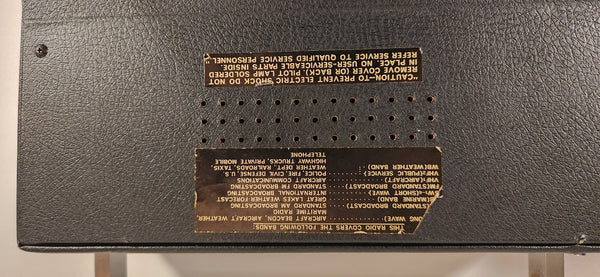 THIS RADIO COVERS THE FOLLOWING BANDS:
ONG WAVE) . . . . . . . AIRCRAFT BEACON, AIRCRAFT WEATHER,
MARITIME RADIO
(STANDARD BROADCAST) STANDARD AM BROADCASTING
(MARINE BAND) . . . . . GREAT LAKES WEATHER FORECAST
(SHORT WAVE) . . . . . INTERNATIONAL
(STANDARD BROADCAST) STANDARD FM BROADCASTING
VHF(AIRCRAFT) . . . . . AIRCRAFT COMMUNICATIONS
VHF(PUBLIC SERVICE) . . POLICE, FIRE, CIVIL DEFENSE, US
WEATHER DEPT, RAILROADS, TAXIS,
HIGHWAY TRUCKS, PRIVATE MOBILE
TELEPHONE
WB(WEATHER BAND)
"CAUTION—TO PREVENT ELECTRIC SHOCK DO NOT
REMOVE COVER (OR BACK). PILOT LAMP SOLDERED
IN PLACE. NO USER-SERVICEABLE PARTS INSIDE
REFER SERVICE TO QUALIFIED SERVICE PERSONNEL"